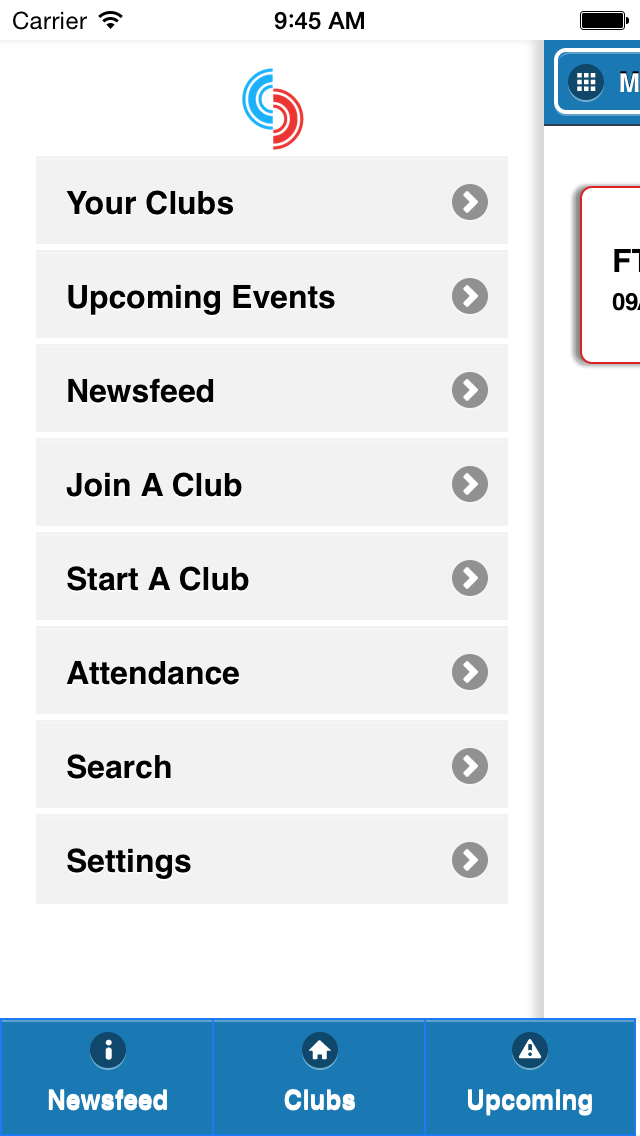 Carrier 9:45 AM
M
Your Clubs
FT
Upcoming Events
09
Newsfeed
Join A Club
Start A Club
Attendance
Search
Settings
Newsfeed Clubs Upcoming